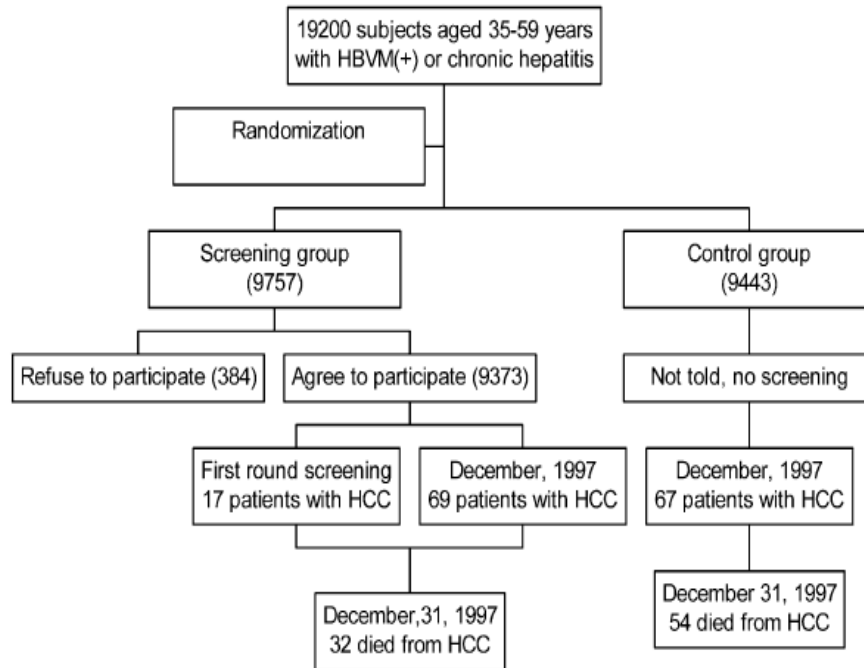 19200 subjects aged 35-59 years
with HBVM(+) or chronic hepatitis
Randomization
Screening group
(9757)
Control group
(9443)
Refuse to participate (384)
Agree to participate (9373)
Not told, no screening
First round screening
17 patients with HCC
December, 1997
69 patients with HCC
December, 1997
67 patients with HCC
December,31, 1997
32 died from HCC
December 31, 1997
54 died from HCC